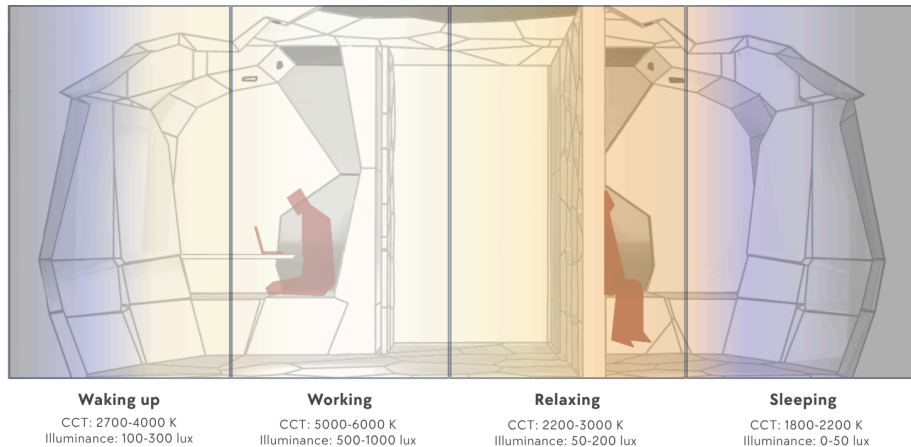 Waking up
CCT: 2700-4000 K
Illuminance: 100-300 lux
Working
CCT: 5000-6000 K
Illuminance: 500-1000 lux
Relaxing
CCT: 2200-3000 K
Illuminance: 50-200 lux
Sleeping
CCT: 1800-2200 K
Illuminance: 0-50 lux